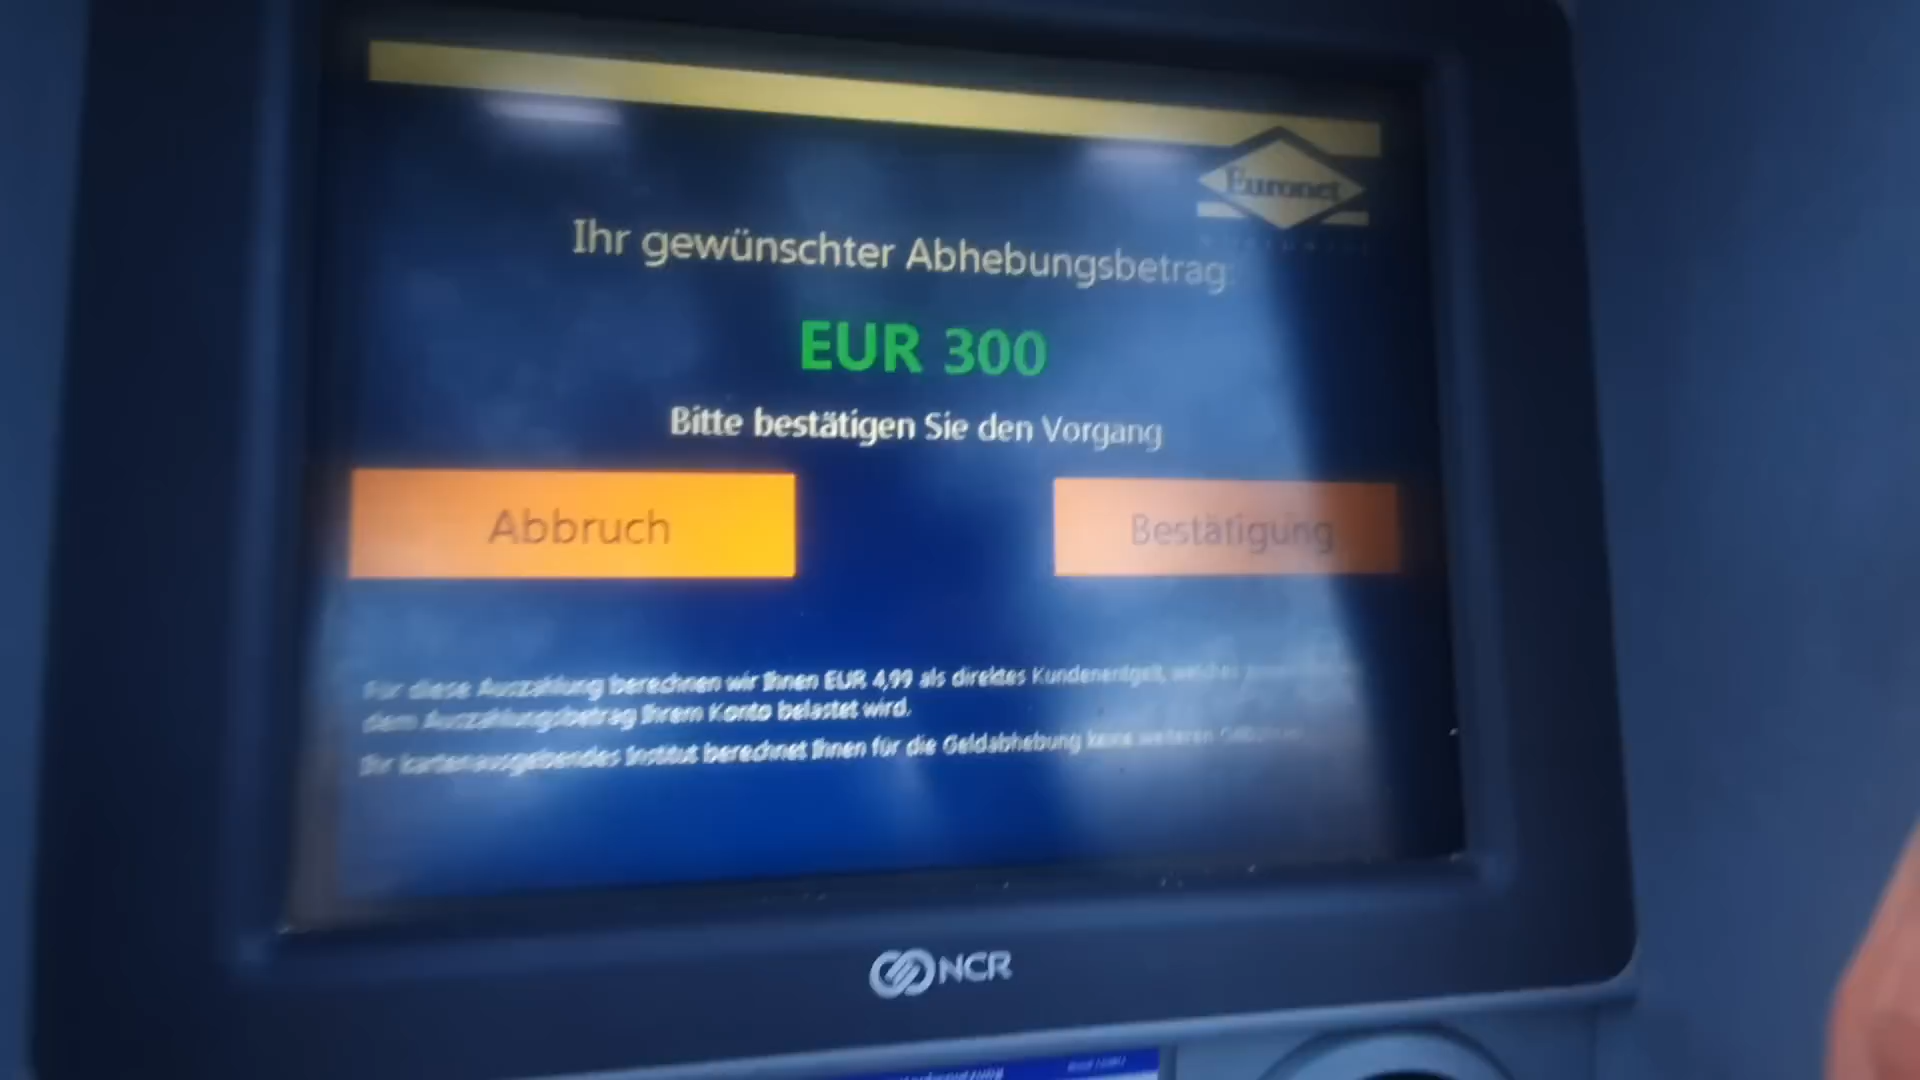 Euronet
Ihr gewünschter Abhebungsbetrag:
EUR 300
Bitte bestätigen Sie den Vorgang
Abbruch
Bestätigung
Für diese Auszahlung berechnen wir Ihnen EUR 4,99 als direktes Kundenentgelt, welches
dem Auszahlungsbetrag Ihrem Konto belastet wird.
Ihr kartenausgebendes Institut berechnet Ihnen für die Geldabhebung keine weiteren
NCR